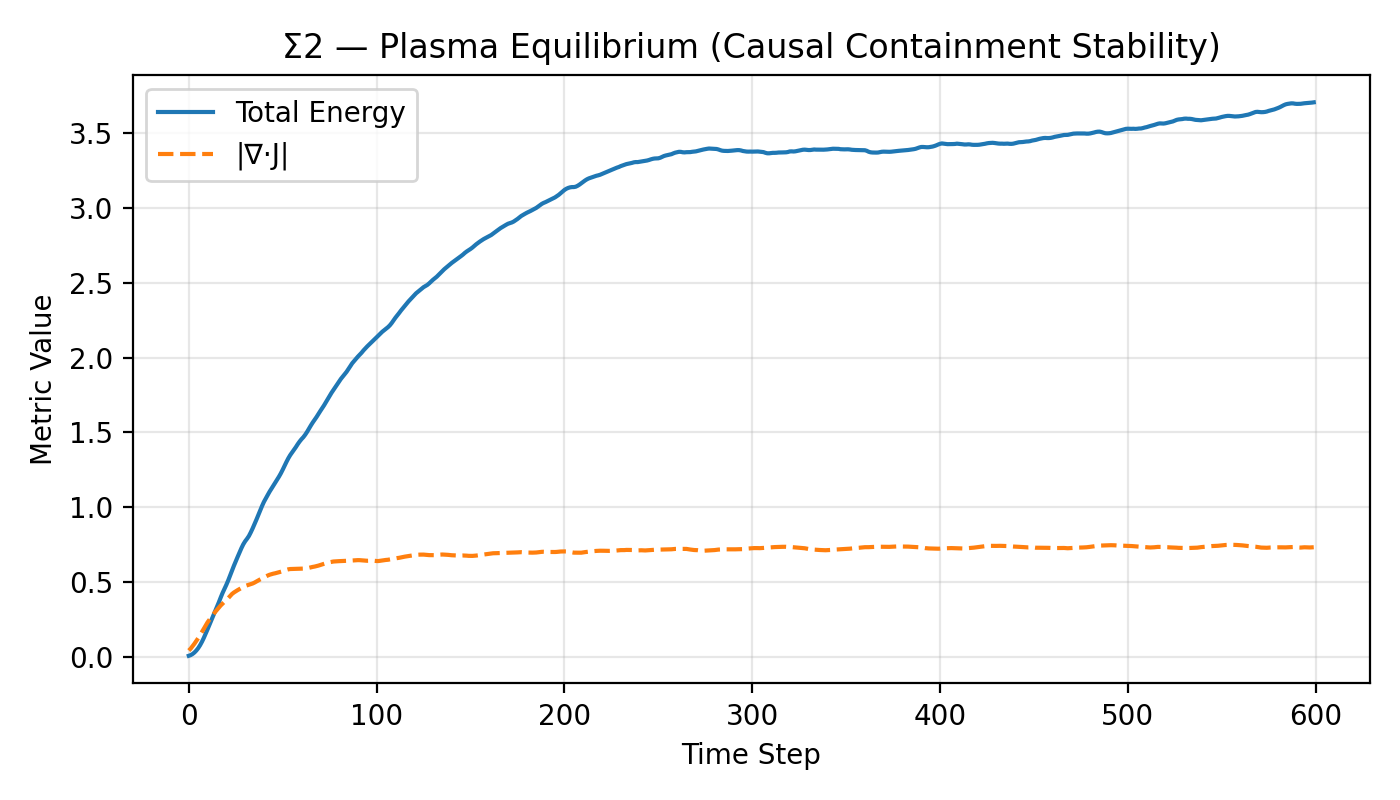 Σ2 — Plasma Equilibrium (Causal Containment Stability)
Total Energy
|∇·J|
3.5
3.0
2.5
2.0
1.5
1.0
0.5
0.0
Metric Value
0 100 200 300 400 500 600
Time Step